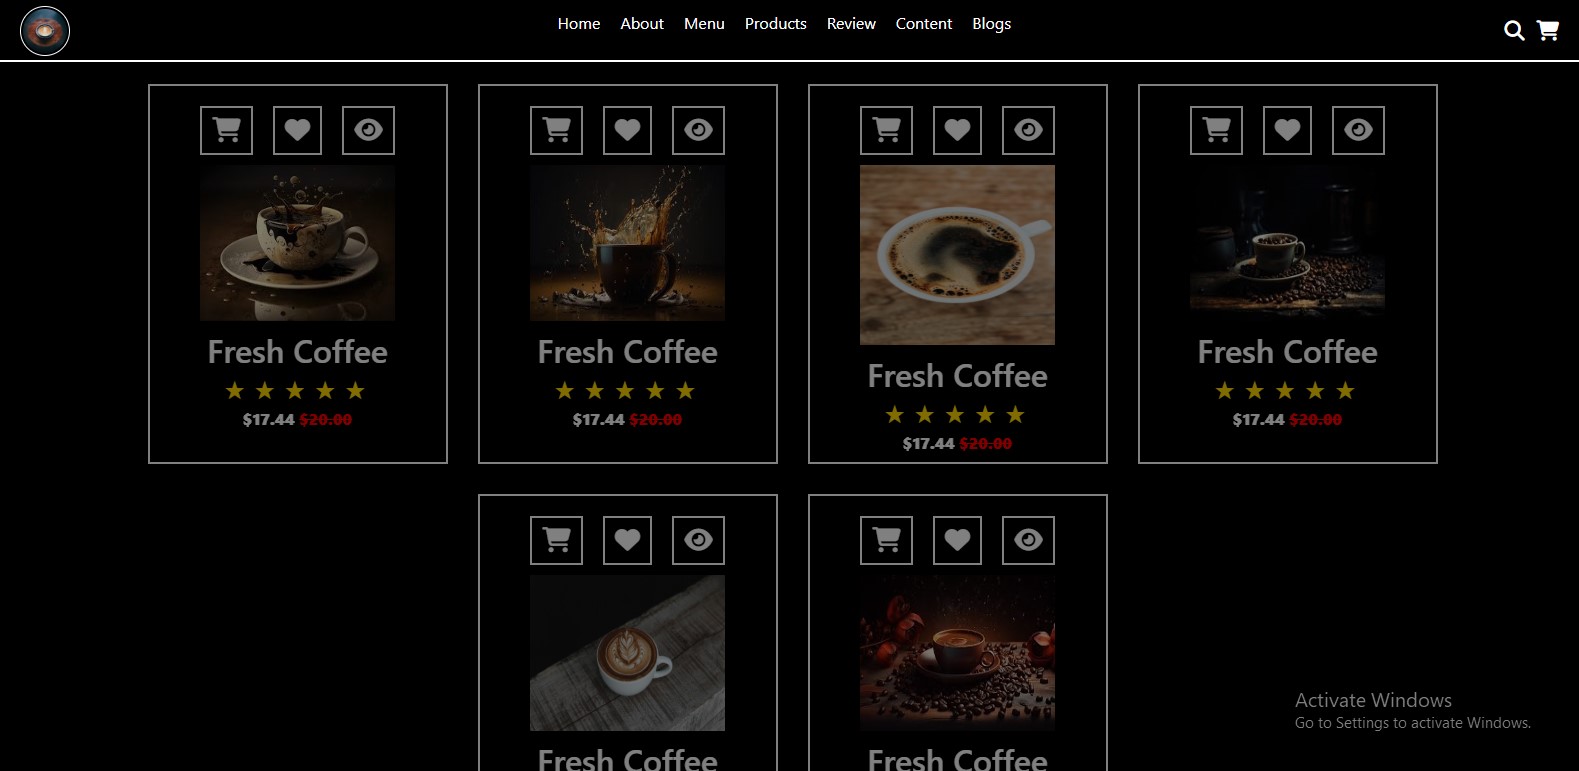 Home About Menu Products Review Content Blogs
Fresh Coffee
$17.44 $20.00
Fresh Coffee
$17.44 $20.00
Fresh Coffee
$17.44 $20.00
Fresh Coffee
$17.44 $20.00
Fresh Coffee
Fresh Coffee
Activate Windows
Go to Settings to activate Windows.